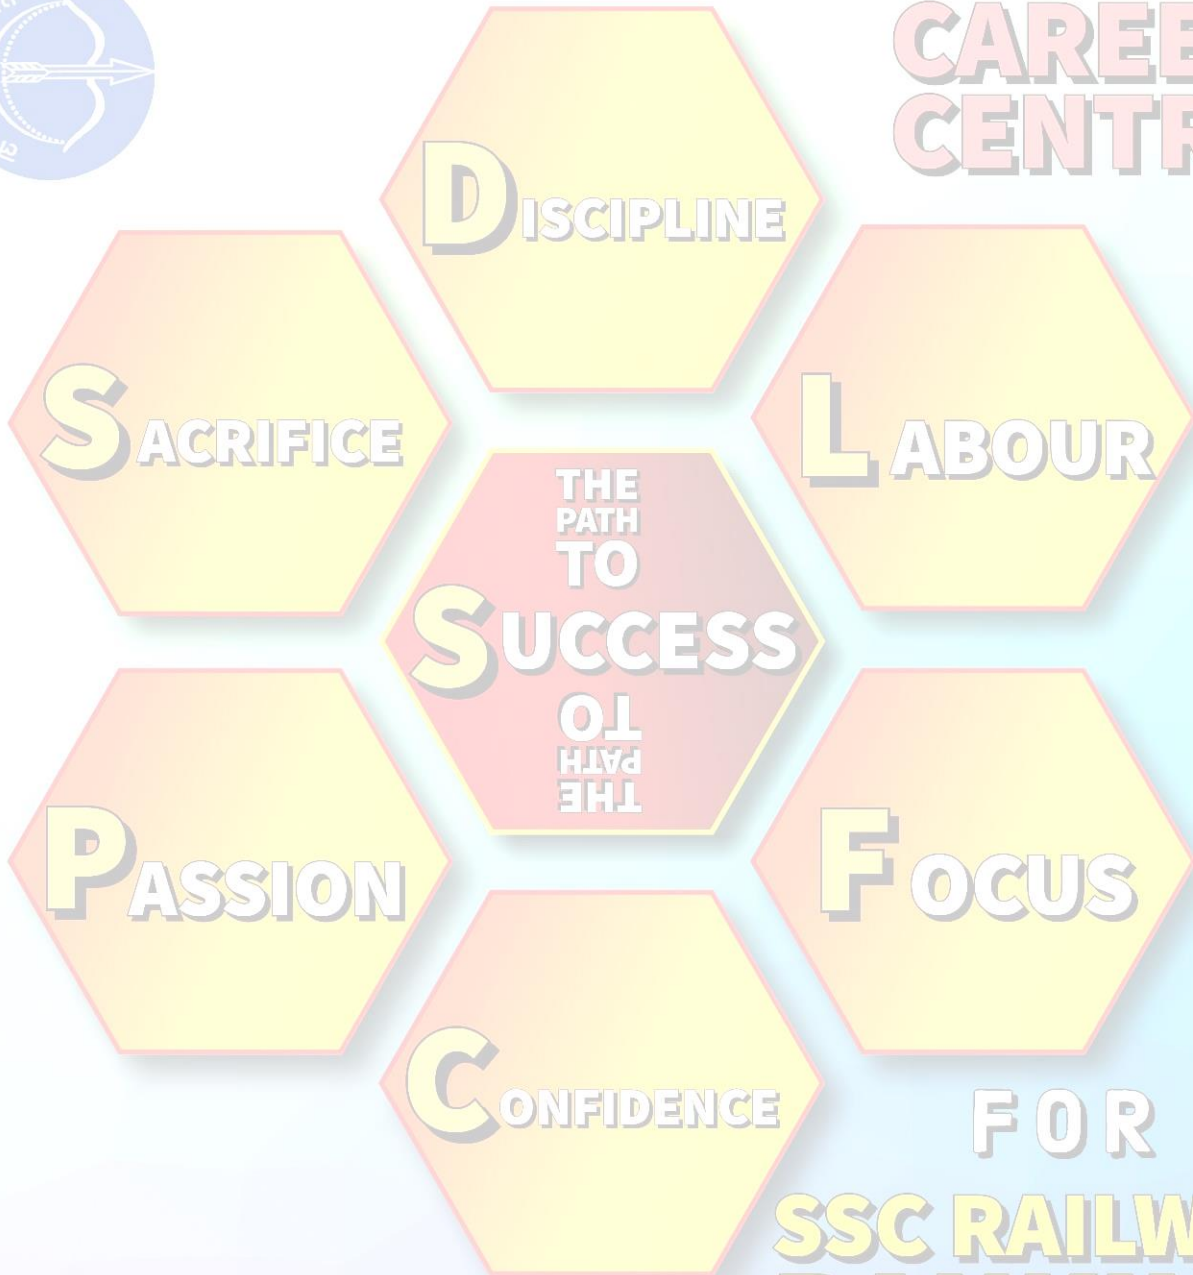 CAREE
CENTR
DISCIPLINE
SACRIFICE
LABOUR
THE
PATH
TO
SUCCESS
TO
PATH
THE
PASSION
FOCUS
CONFIDENCE
FOR
SSC RAILW